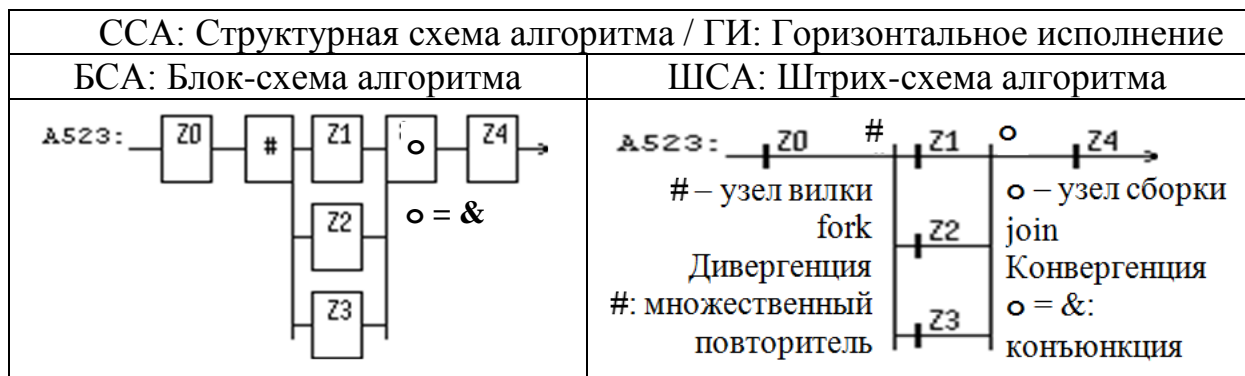 ССА: Структурная схема алгоритма / ГИ: Горизонтальное исполнение
БСА: Блок-схема алгоритма
ШСА: Штрих-схема алгоритма
A523: Z0 # Z1 o Z4
o = &
Z2
Z3
A523: Z0 # Z1 o Z4
# – узел вилки
fork
Дивергенция
#: множественный
повторитель
Z2
Z3
o – узел сборки
join
Конвергенция
o = &:
конъюнкция